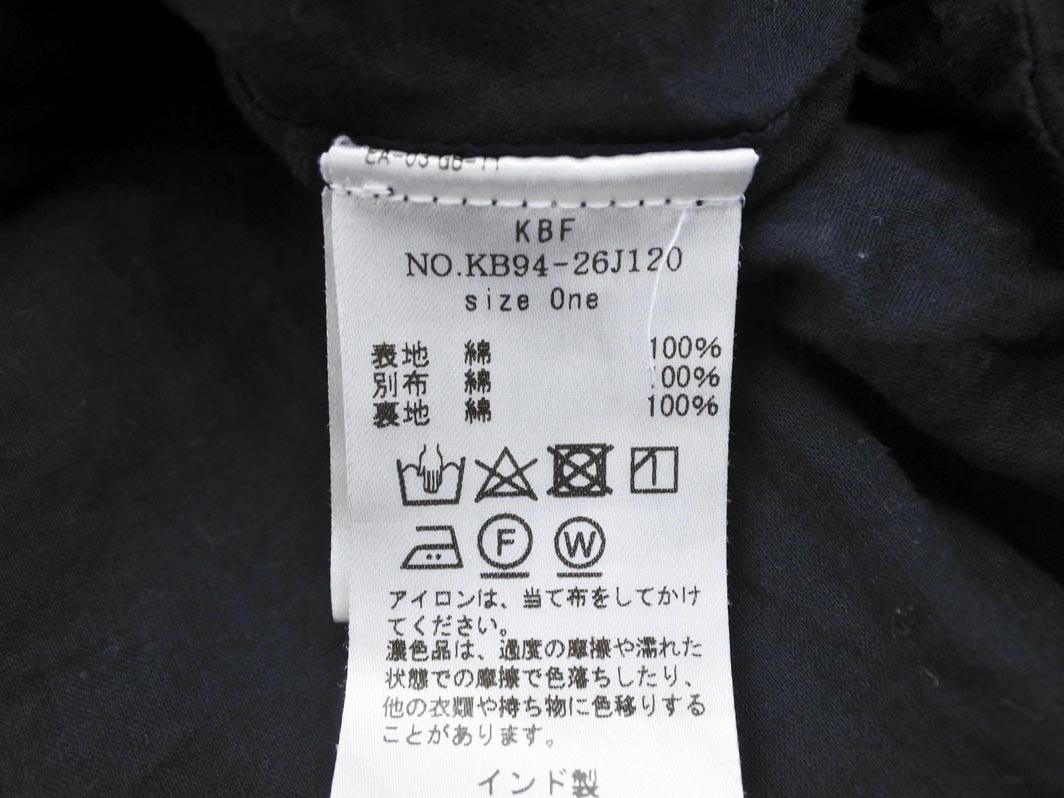 KBF
NO.KB94-26J120
size One
表地 綿 100%
別布 綿 100%
裏地 綿 100%
F W
アイロンは、当て布をしてかけ
てください。
濃色品は、過度の摩擦や濡れた
状態での摩擦で色落ちしたり、
他の衣類や持ち物に色移りする
ことがあります。
インド製